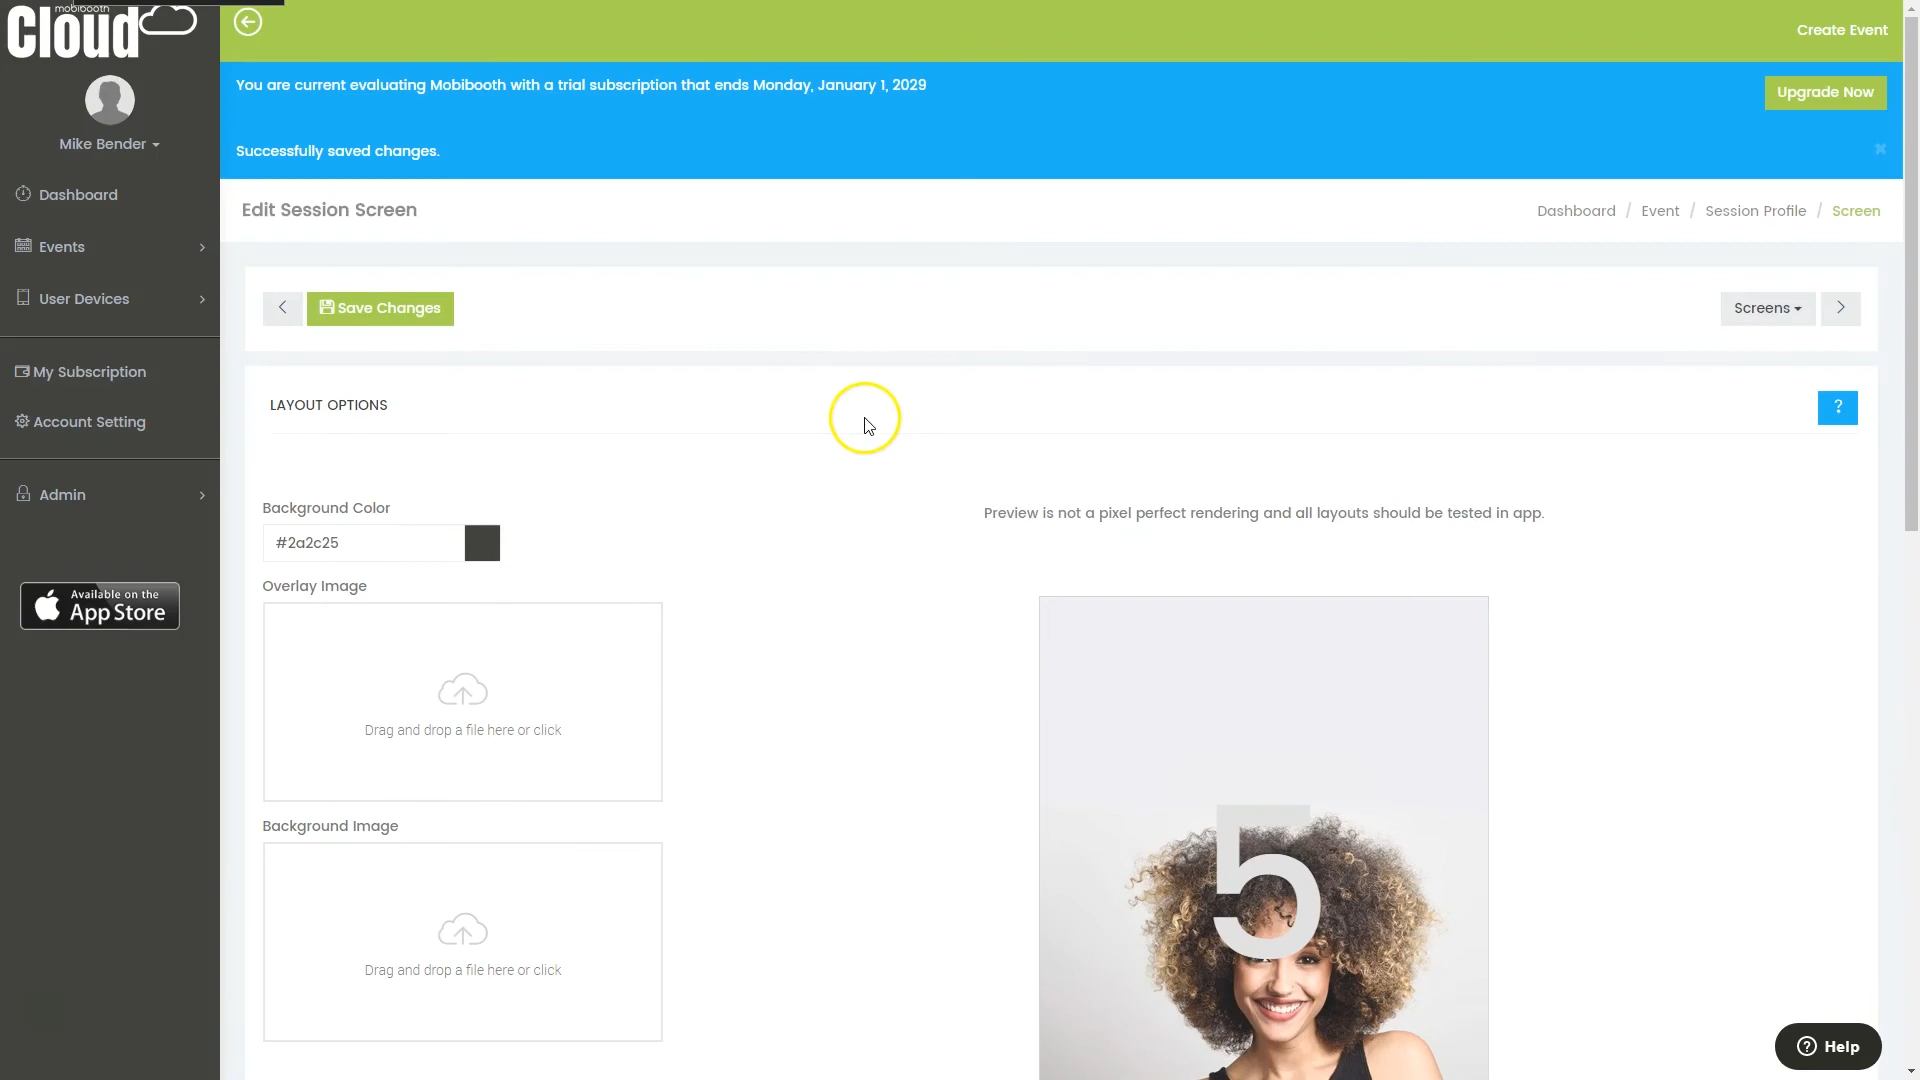 mobibooth
Cloud
Create Event
You are current evaluating Mobibooth with a trial subscription that ends Monday, January 1, 2029
Upgrade Now
Mike Bender
Successfully saved changes.
Dashboard
Edit Session Screen
Dashboard / Event / Session Profile / Screen
Events
User Devices
Save Changes
Screens
My Subscription
Account Setting
LAYOUT OPTIONS
?
Admin
Background Color
Preview is not a pixel perfect rendering and all layouts should be tested in app.
#2a2c25
Overlay Image
Available on the
App Store
Drag and drop a file here or click
Background Image
5
Drag and drop a file here or click
? Help